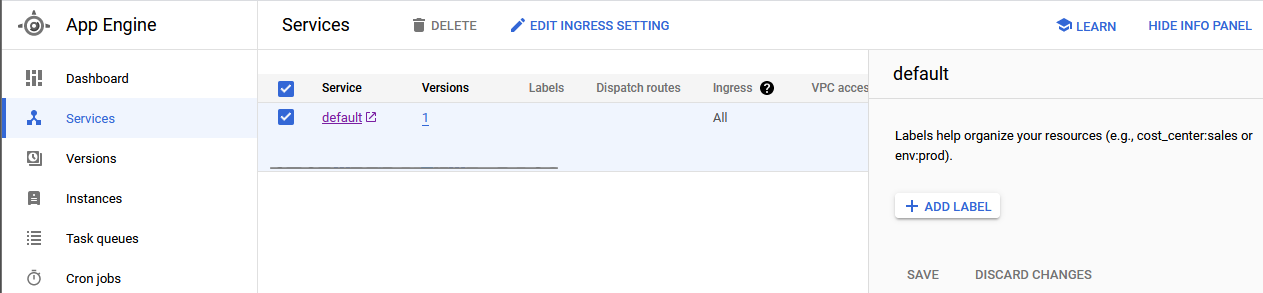 App Engine
Services
DELETE
EDIT INGRESS SETTING
LEARN
HIDE INFO PANEL
Dashboard
Services
Versions
Instances
Task queues
Cron jobs
Service Versions Labels Dispatch routes Ingress ? VPC acces
default 1 All
default
Labels help organize your resources (e.g., cost_center:sales or
env:prod).
+ ADD LABEL
SAVE DISCARD CHANGES